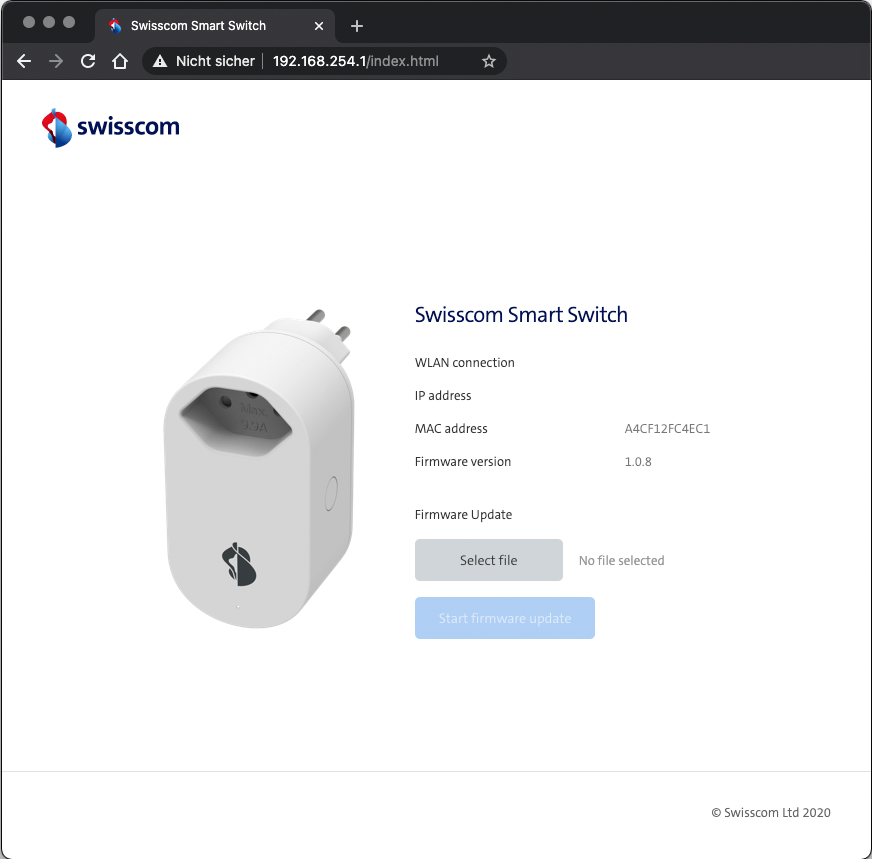 Swisscom Smart Switch
Nicht sicher 192.168.254.1/index.html
swisscom
Swisscom Smart Switch
WLAN connection
IP address
MAC address A4CF12FC4EC1
Firmware version 1.0.8
Firmware Update
Select file No file selected
Start firmware update
© Swisscom Ltd 2020